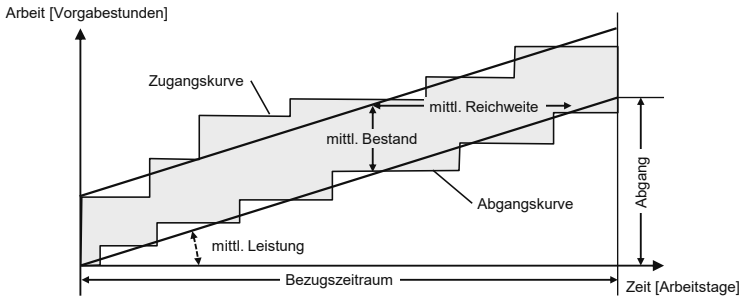 Arbeit [Vorgabestunden]
Zugangskurve
mittl. Reichweite
mittl. Bestand
Abgangskurve
Abgang
mittl. Leistung
Bezugszeitraum
Zeit [Arbeitstage]